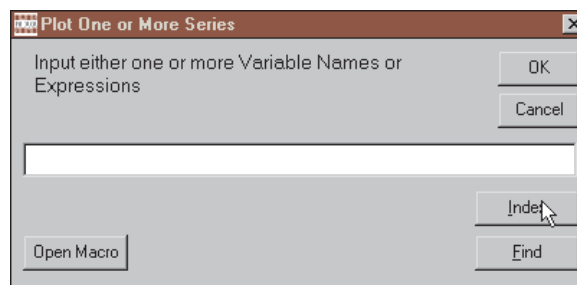 Plot One or More Series
Input either one or more Variable Names or
Expressions
OK
Cancel
Index
Open Macro
Find